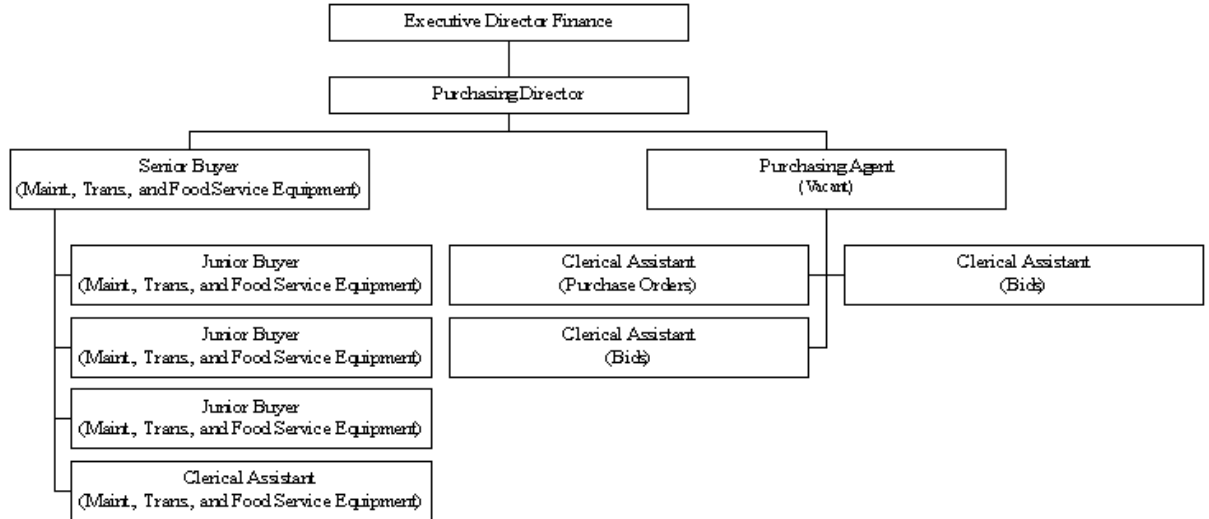 Executive Director Finance
Purchasing Director
Senior Buyer
(Maint., Trans., and Food Service Equipment)
Purchasing Agent
(Vacant)
Junior Buyer
(Maint., Trans., and Food Service Equipment)
Clerical Assistant
(Purchase Orders)
Clerical Assistant
(Bids)
Junior Buyer
(Maint., Trans., and Food Service Equipment)
Clerical Assistant
(Bids)
Junior Buyer
(Maint., Trans., and Food Service Equipment)
Clerical Assistant
(Maint., Trans., and Food Service Equipment)